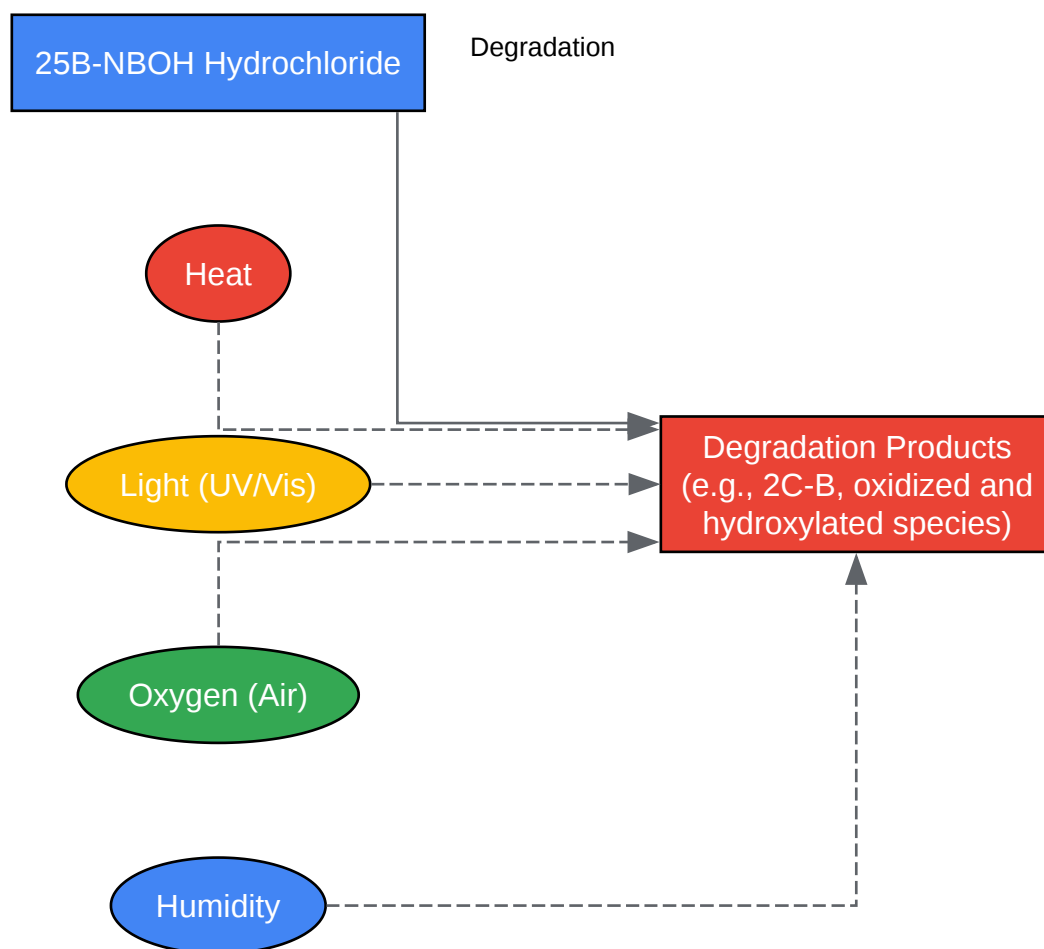 25B-NBOH Hydrochloride
Degradation
Heat
Light (UV/Vis)
Degradation Products
(e.g., 2C-B, oxidized and
hydroxylated species)
Oxygen (Air)
Humidity